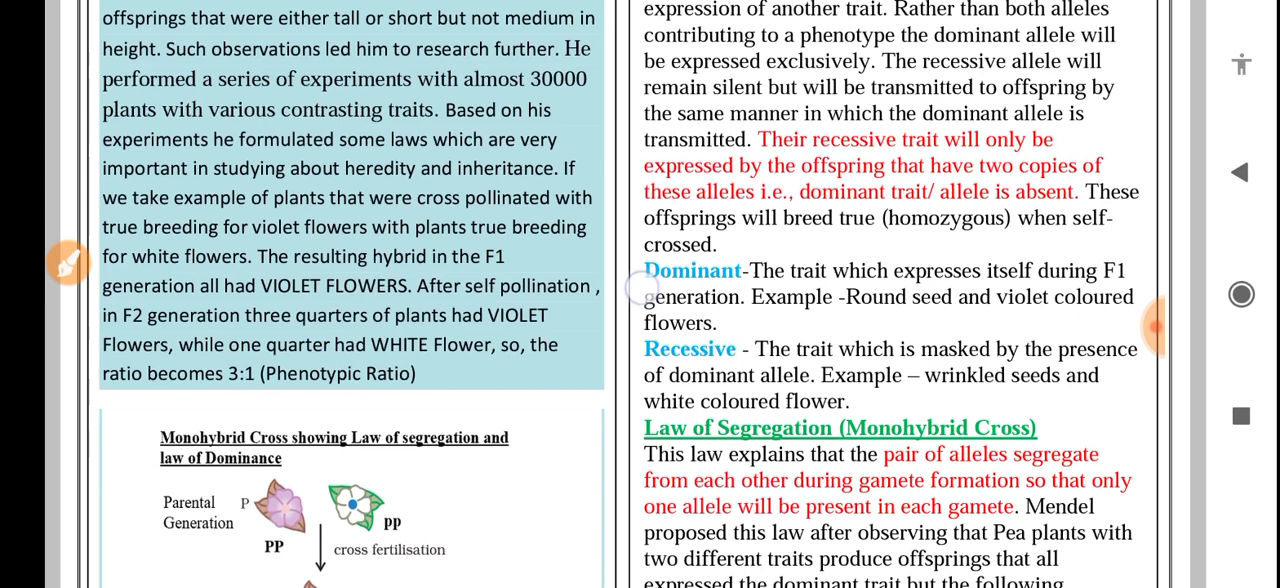 offsprings that were either tall or short but not medium in
height. Such observations led him to research further. He
performed a series of experiments with almost 30000
plants with various contrasting traits. Based on his
experiments he formulated some laws which are very
important in studying about heredity and inheritance. If
we take example of plants that were cross pollinated with
true breeding for violet flowers with plants true breeding
for white flowers. The resulting hybrid in the F1
generation all had VIOLET FLOWERS. After self pollination ,
in F2 generation three quarters of plants had VIOLET
Flowers, while one quarter had WHITE Flower, so, the
ratio becomes 3:1 (Phenotypic Ratio)
Monohybrid Cross showing Law of segregation and
law of Dominance
Parental P
Generation
PP
pp
cross fertilisation
expression of another trait. Rather than both alleles
contributing to a phenotype the dominant allele will
be expressed exclusively. The recessive allele will
remain silent but will be transmitted to offspring by
the same manner in which the dominant allele is
transmitted. Their recessive trait will only be
expressed by the offspring that have two copies of
these alleles i.e., dominant trait/ allele is absent. These
offsprings will breed true (homozygous) when self-
crossed.
Dominant-The trait which expresses itself during F1
generation. Example -Round seed and violet coloured
flowers.
Recessive - The trait which is masked by the presence
of dominant allele. Example – wrinkled seeds and
white coloured flower.
Law of Segregation (Monohybrid Cross)
This law explains that the pair of alleles segregate
from each other during gamete formation so that only
one allele will be present in each gamete. Mendel
proposed this law after observing that Pea plants with
two different traits produce offsprings that all
expressed the dominant trait but the following